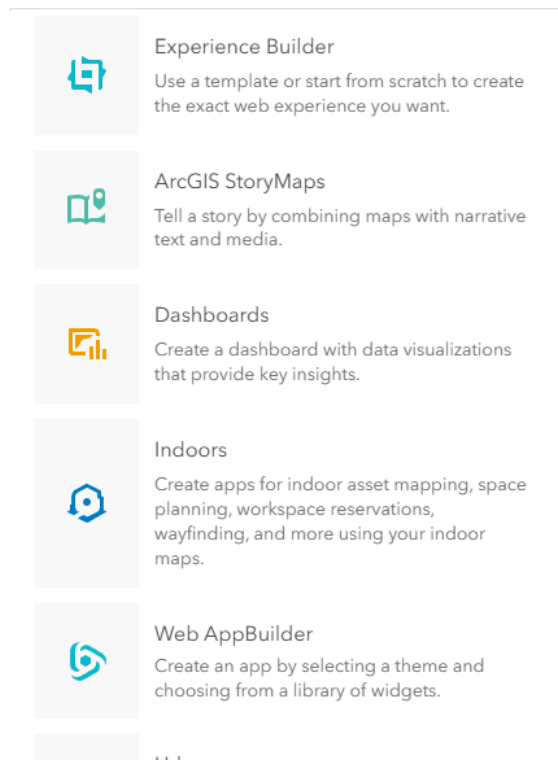 Experience Builder
Use a template or start from scratch to create
the exact web experience you want.
ArcGIS StoryMaps
Tell a story by combining maps with narrative
text and media.
Dashboards
Create a dashboard with data visualizations
that provide key insights.
Indoors
Create apps for indoor asset mapping, space
planning, workspace reservations,
wayfinding, and more using your indoor
maps.
Web AppBuilder
Create an app by selecting a theme and
choosing from a library of widgets.